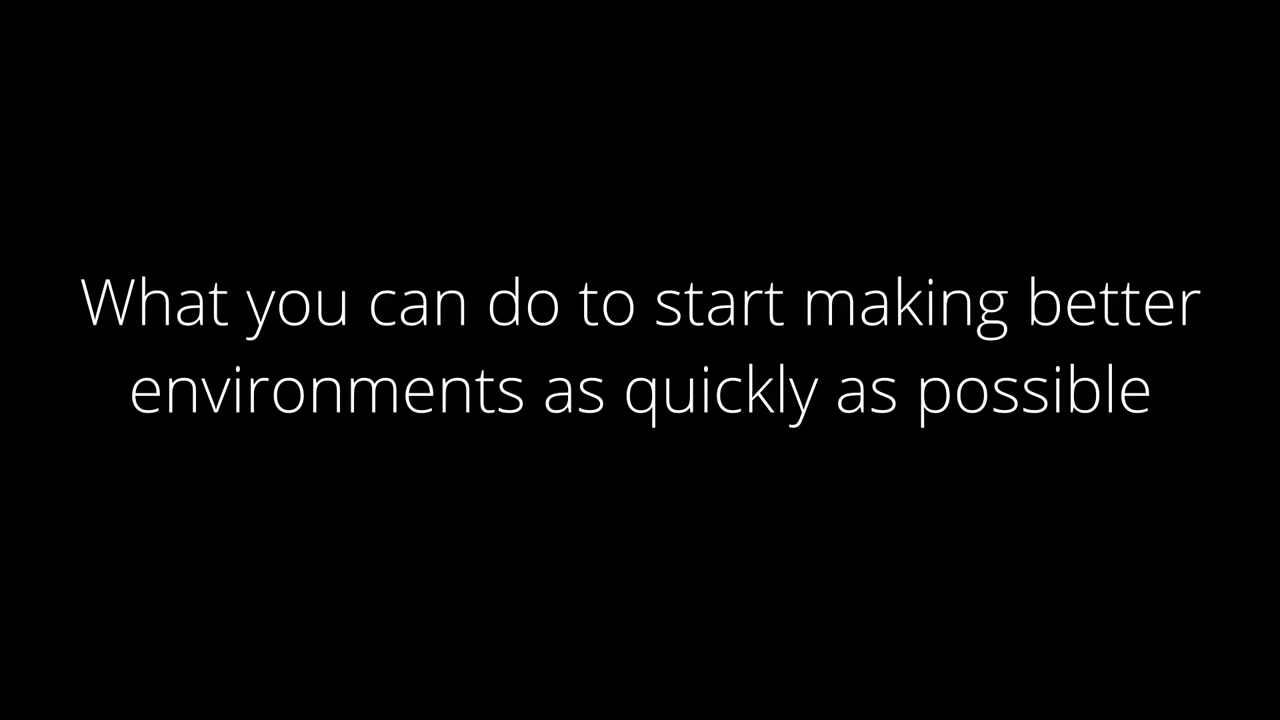 What you can do to start making better
environments as quickly as possible